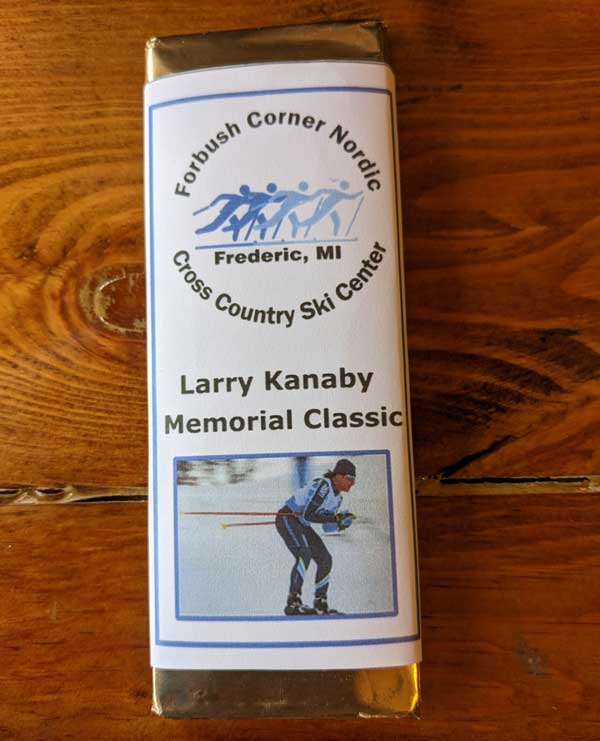 Forbush Corner Nordic
Frederic, MI
Cross Country Ski Center
Larry Kanaby
Memorial Classic